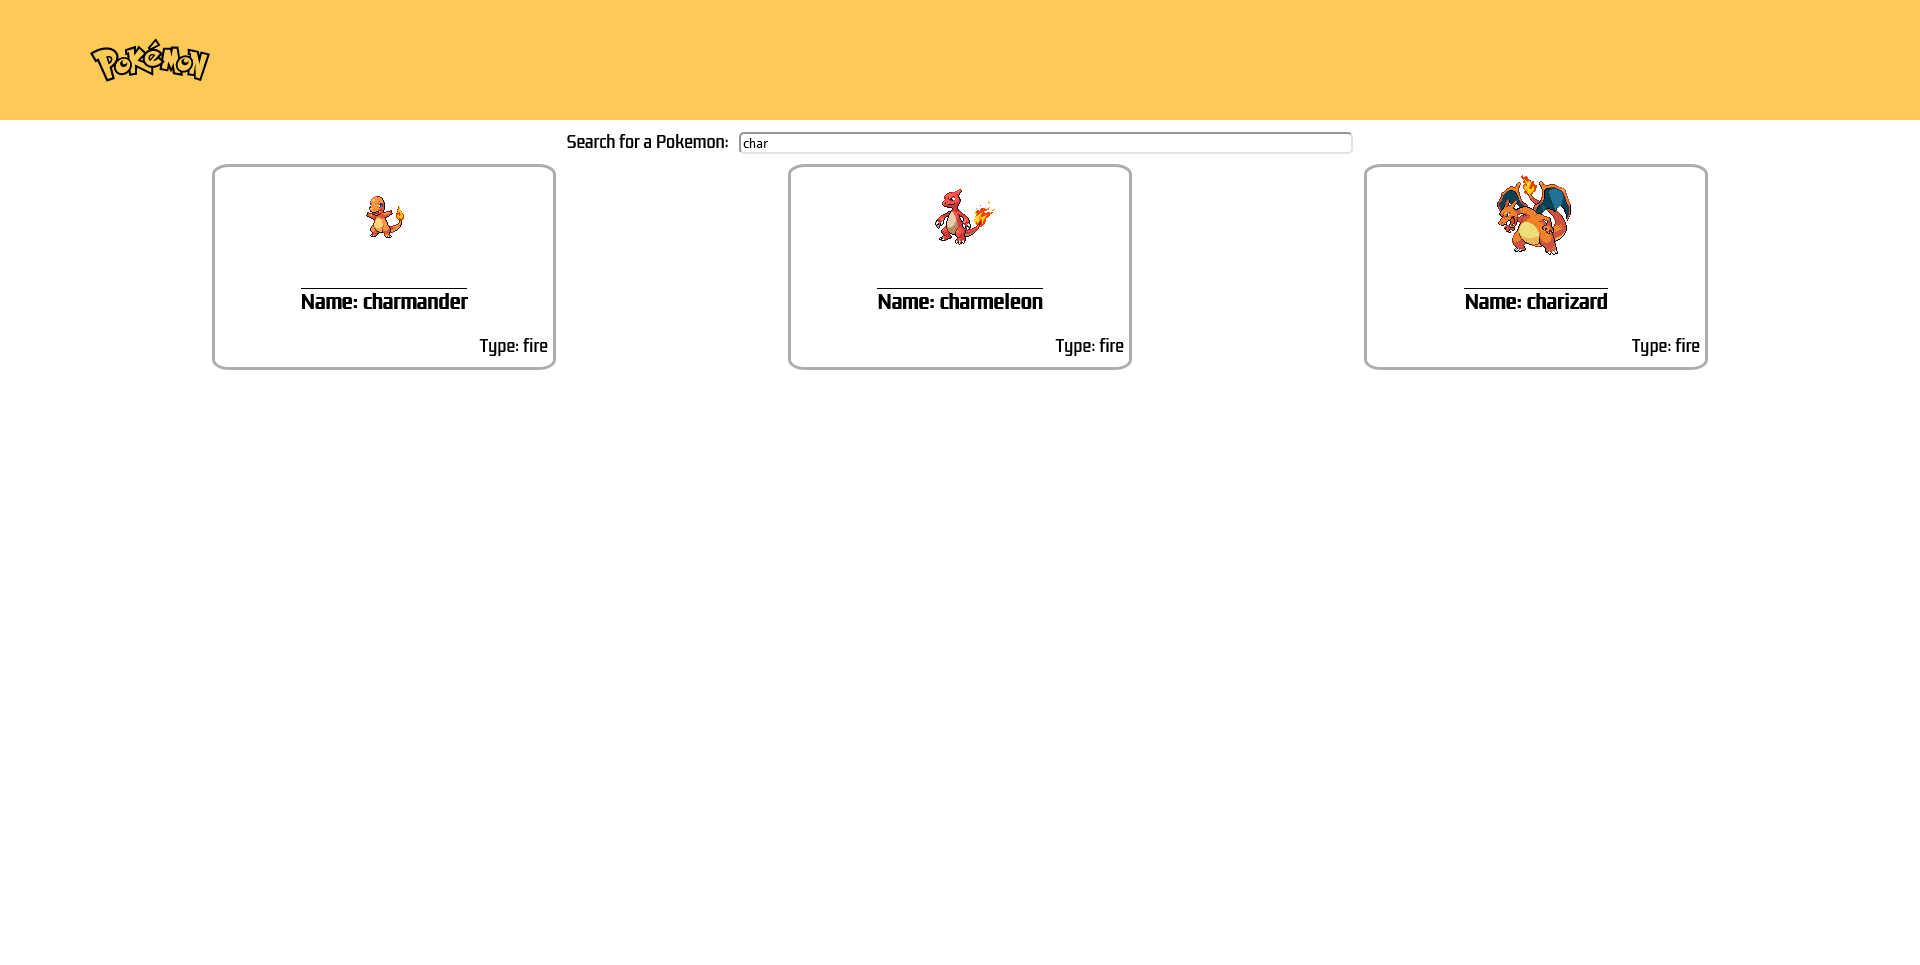 POKéMON
Search for a Pokemon: char
Name: charmander
Type: fire
Name: charmeleon
Type: fire
Name: charizard
Type: fire